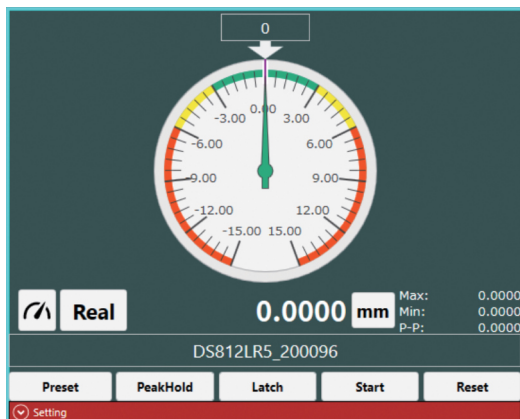 0
0.00
-3.00 3.00
-6.00 6.00
-9.00 9.00
-12.00 12.00
-15.00 15.00
Real 0.0000 mm
Max: 0.0000
Min: 0.0000
P-P: 0.0000
DS812LR5_200096
Preset PeakHold Latch Start Reset
Setting